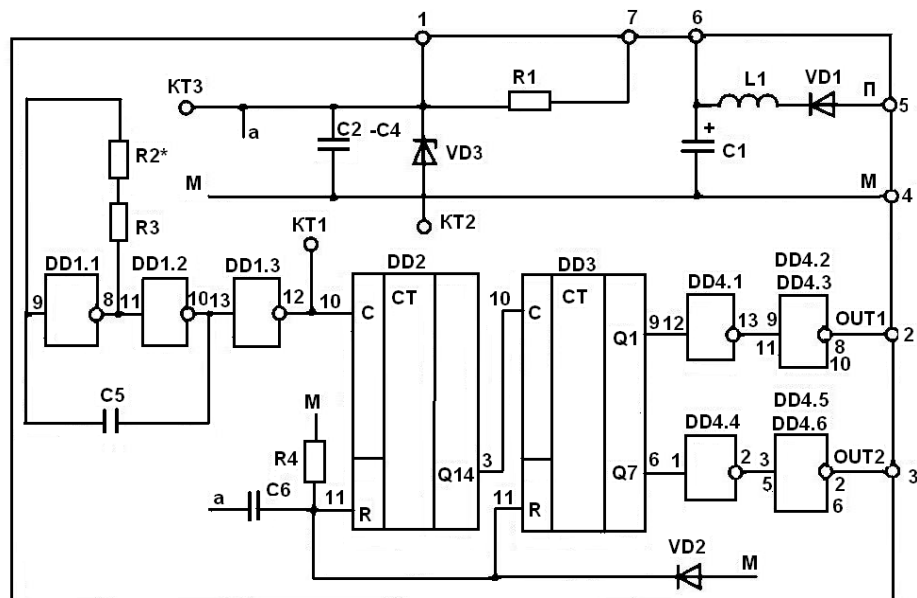 1 7 6
КТ3 R1 L1 VD1 П
5
а C2 -C4 VD3 + C1
R2*
М М
4
R3 КТ1 КТ2
DD1.1 DD1.2 DD1.3 DD2 DD3 DD4.1 DD4.2
DD4.3
9 8 11 10 13 12 10 C CT 10 C CT Q1 9 12 13 9 11 OUT1 8 10 2
C5
М DD4.4 DD4.5
DD4.6
R4 Q14 3 Q7 6 1 2 3 5 OUT2 2 6 3
а C6 11 R 11 R
VD2 М